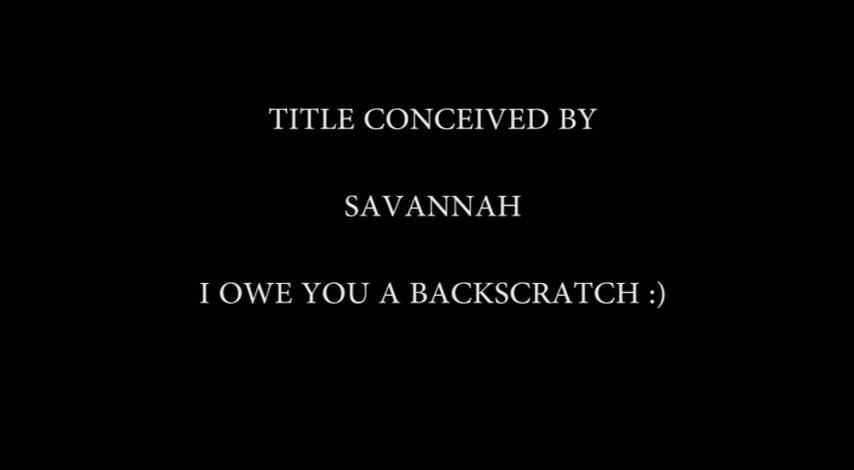 TITLE CONCEIVED BY
SAVANNAH
I OWE YOU A BACKSCRATCH :)